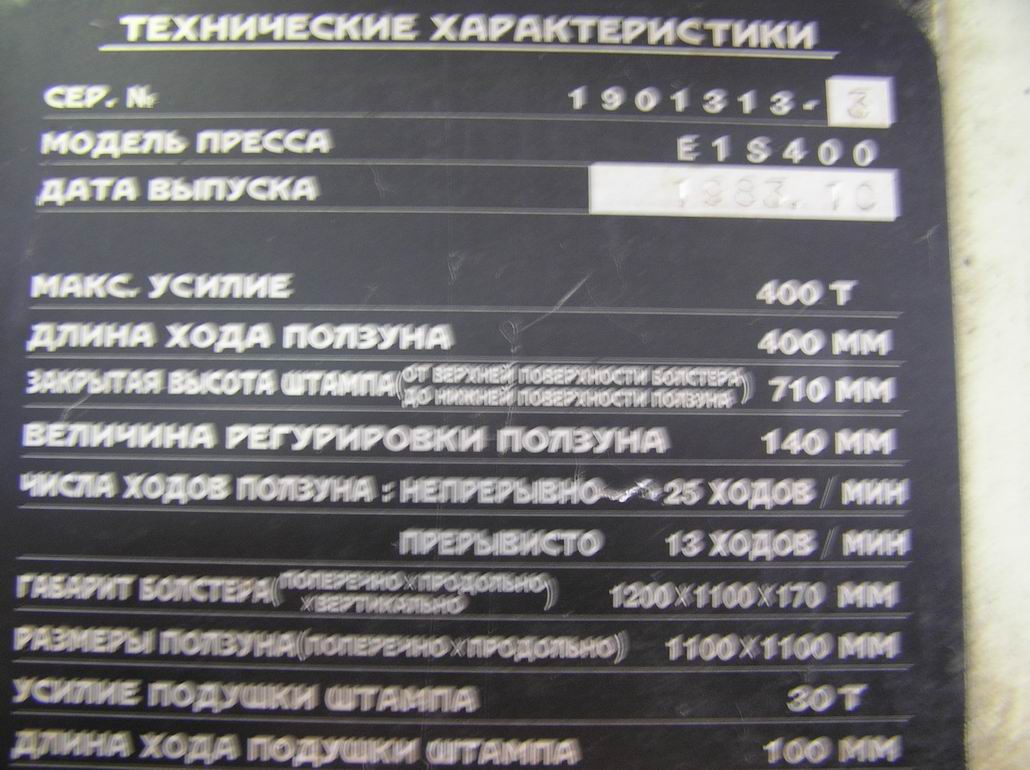 ТЕХНИЧЕСКИЕ ХАРАКТЕРИСТИКИ
СЕР. № 1901313-3
МОДЕЛЬ ПРЕССА E1S400
ДАТА ВЫПУСКА 1983. 10
МАКС. УСИЛИЕ 400 Т
ДЛИНА ХОДА ПОЛЗУНА 400 ММ
ЗАКРЫТАЯ ВЫСОТА ШТАМПА (ОТ ВЕРХНЕЙ ПОВЕРХНОСТИ БОЛСТЕРА
ДО НИЖНЕЙ ПОВЕРХНОСТИ ПОЛЗУНА) 710 ММ
ВЕЛИЧИНА РЕГУРИРОВКИ ПОЛЗУНА 140 ММ
ЧИСЛА ХОДОВ ПОЛЗУНА : НЕПРЕРЫВНО 25 ХОДОВ / МИН
ПРЕРЫВИСТО 13 ХОДОВ / МИН
ГАБАРИТ БОЛСТЕРА (ПОПЕРЕЧНО×ПРОДОЛЬНО
×ВЕРТИКАЛЬНО) 1200×1100×170 ММ
РАЗМЕРЫ ПОЛЗУНА (ПОПЕРЕЧНО×ПРОДОЛЬНО) 1100×1100 ММ
УСИЛИЕ ПОДУШКИ ШТАМПА 30 Т
ДЛИНА ХОДА ПОДУШКИ ШТАМПА 100 ММ